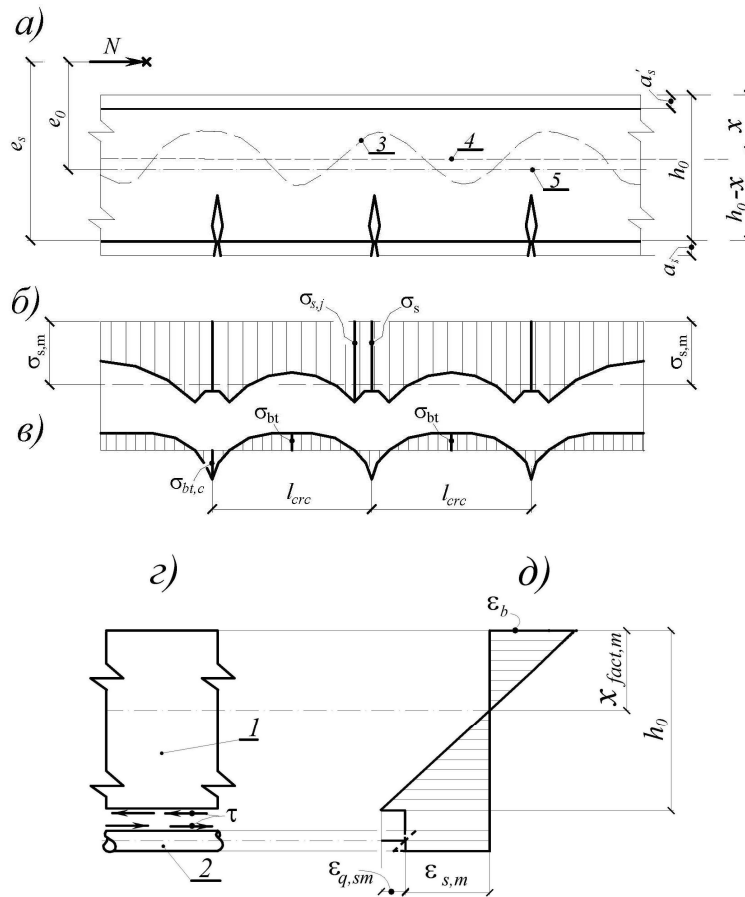 а)
N
a's
es
e0
3
4
x
h0
5
h0-x
as
б)
σs,j
σs
σs,m
σs,m
в)
σbt
σbt
σbt,c
lcrc
lcrc
г)
д)
εb
xfact,m
h0
1
τ
2
εq,sm
εs,m